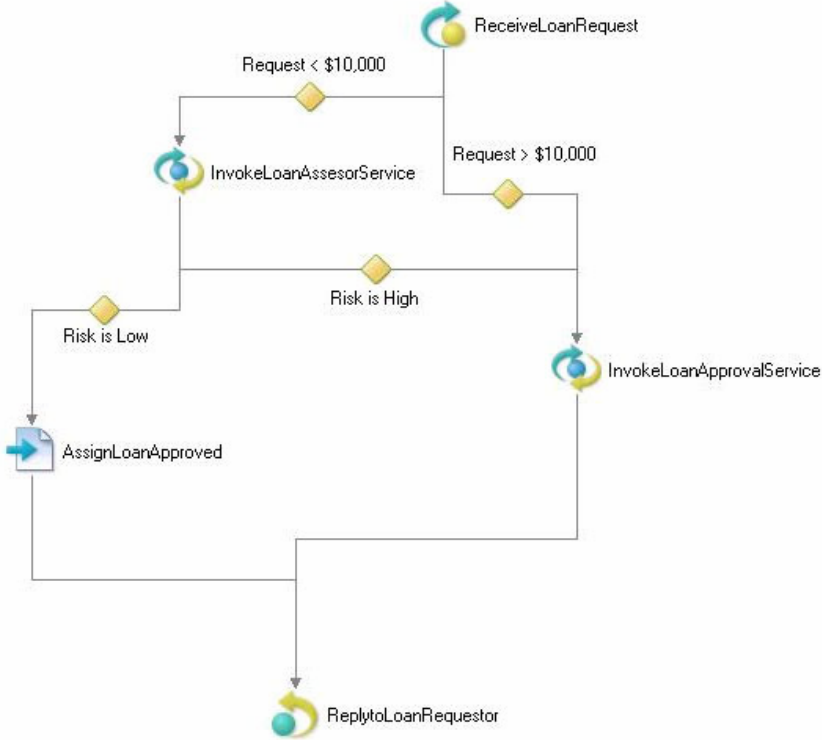 ReceiveLoanRequest
Request < $10,000
Request > $10,000
InvokeLoanAssesorService
Risk is High
Risk is Low
InvokeLoanApprovalService
AssignLoanApproved
ReplytoLoanRequestor